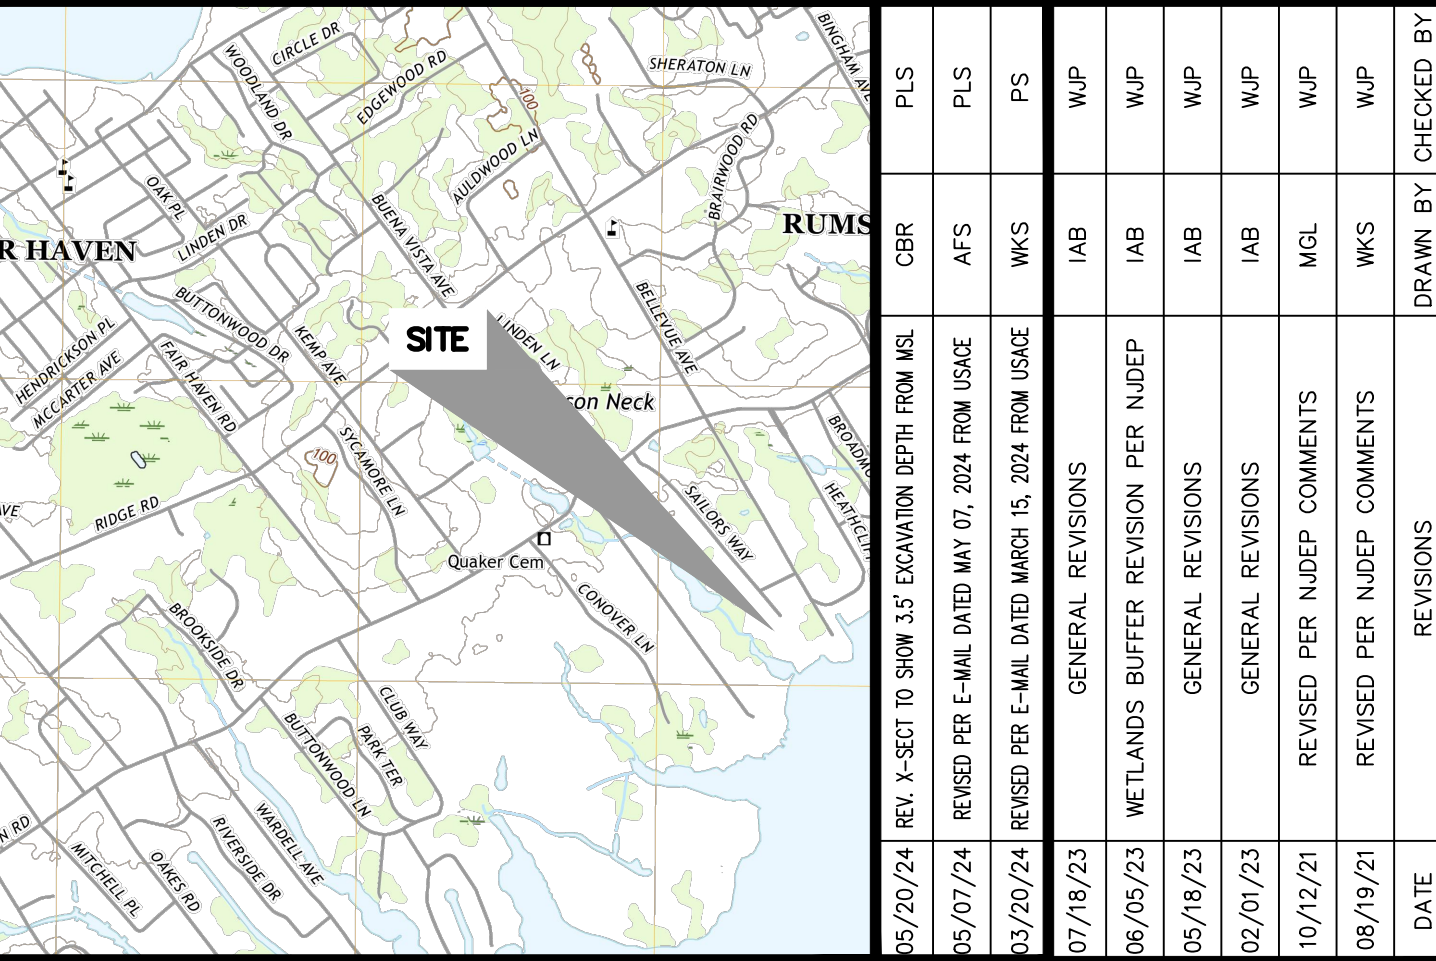 BINGHAM AVE
CIRCLE DR
WOODLAND DR
EDGEWOOD RD
SHERATON LN
100
AULDWOOD LN
BRAIRWOOD RD
OAK PL
LINDEN DR
BUENA VISTA AVE
RUMS
R HAVEN
BUTTONWOOD DR
BELLEVUE AVE
HENDRICKSON PL
MCCARTER AVE
FAIR HAVEN RD
KEMP AVE
SITE
LINDEN LN
son Neck
SYCAMORE LN
100
BROADMO
HEATHCLIF
SAILORS WAY
AVE
RIDGE RD
Quaker Cem
CONOVER LN
BROOKSIDE DR
CLUB WAY
PARK TER
BUTTONWOOD LN
WARDELL AVE
RIVERSIDE DR
OAKES RD
MITCHELL PL
N RD
05/20/24 REV. X-SECT TO SHOW 3.5' EXCAVATION DEPTH FROM MSL CBR PLS
05/07/24 REVISED PER E-MAIL DATED MAY 07, 2024 FROM USACE AFS PLS
03/20/24 REVISED PER E-MAIL DATED MARCH 15, 2024 FROM USACE WKS PS
07/18/23 GENERAL REVISIONS IAB WJP
06/05/23 WETLANDS BUFFER REVISION PER NJDEP IAB WJP
05/18/23 GENERAL REVISIONS IAB WJP
02/01/23 GENERAL REVISIONS IAB WJP
10/12/21 REVISED PER NJDEP COMMENTS MGL WJP
08/19/21 REVISED PER NJDEP COMMENTS WKS WJP
DATE REVISIONS DRAWN BY CHECKED BY